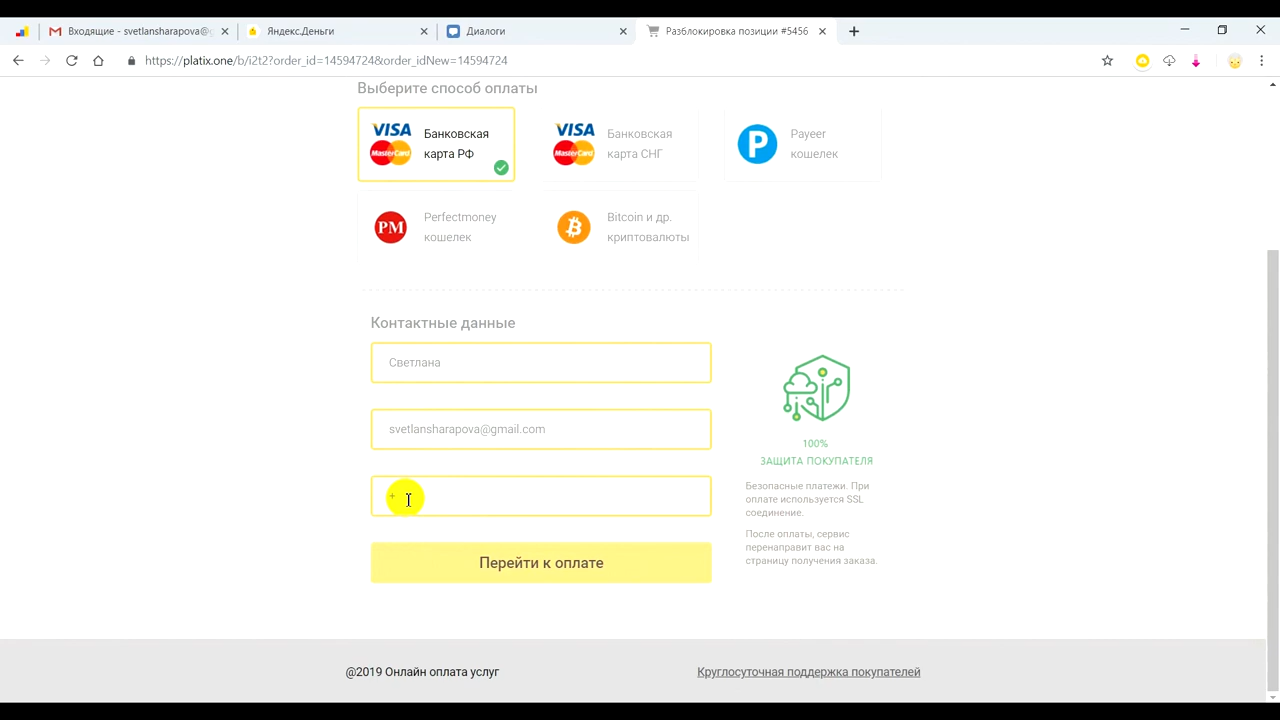 Входящие - svetlansharapova@g
Яндекс.Деньги
Диалоги
Разблокировка позиции #5456
https://platix.one/b/i2t2?order_id=14594724&order_idNew=14594724
Выберите способ оплаты
VISA
MasterCard
Банковская
карта РФ
VISA
MasterCard
Банковская
карта СНГ
P
Payeer
кошелек
PM
Perfectmoney
кошелек
Bitcoin и др.
криптовалюты
Контактные данные
Светлана
svetlansharapova@gmail.com
+
Перейти к оплате
100%
ЗАЩИТА ПОКУПАТЕЛЯ
Безопасные платежи. При
оплате используется SSL
соединение.
После оплаты, сервис
перенаправит вас на
страницу получения заказа.
@2019 Онлайн оплата услуг
Круглосуточная поддержка покупателей